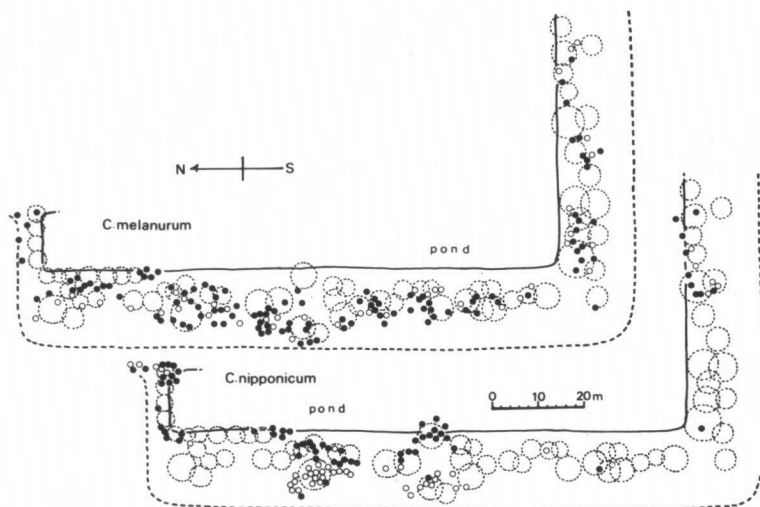 N S
C. melanurum
pond
C. nipponicum
pond
0 10 20m